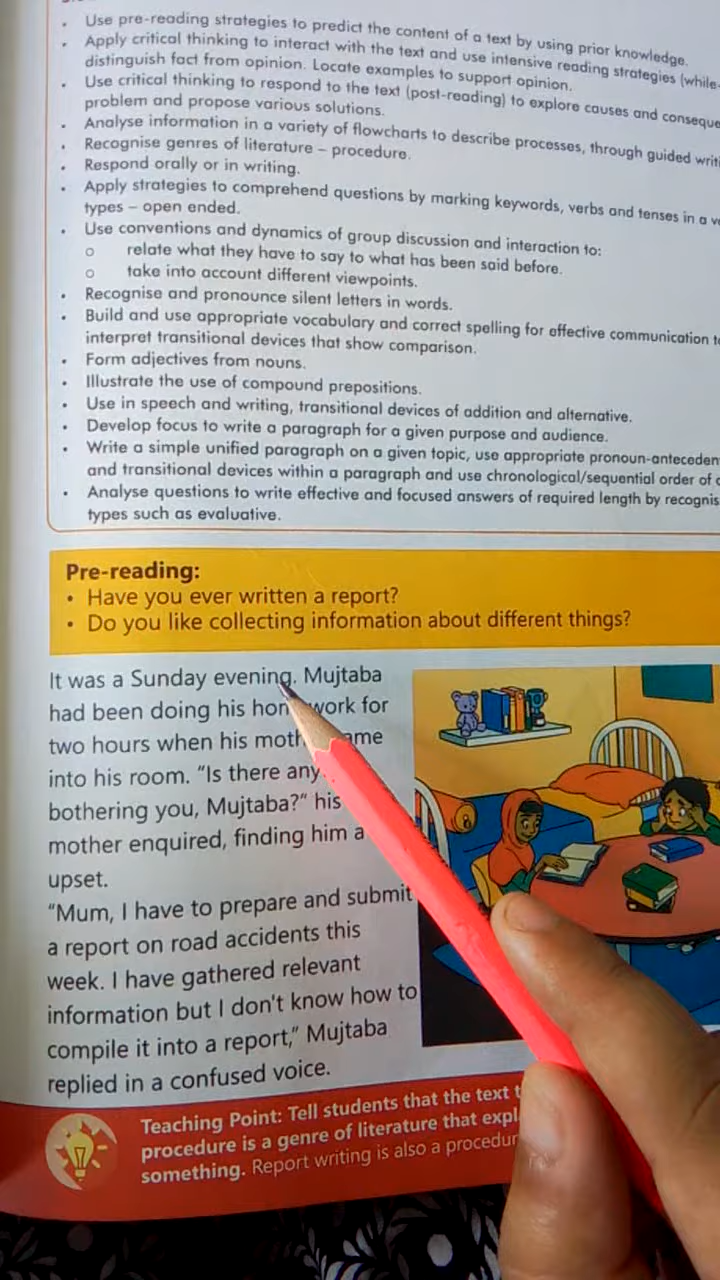 • Use pre-reading strategies to predict the content of a text by using prior knowledge.
• Apply critical thinking to interact with the text and use intensive reading strategies (while-
distinguish fact from opinion. Locate examples to support opinion.
• Use critical thinking to respond to the text (post-reading) to explore causes and conseque
problem and propose various solutions.
• Analyse information in a variety of flowcharts to describe processes, through guided writi
• Recognise genres of literature – procedure.
• Respond orally or in writing.
• Apply strategies to comprehend questions by marking keywords, verbs and tenses in a v
types – open ended.
• Use conventions and dynamics of group discussion and interaction to:
o relate what they have to say to what has been said before.
o take into account different viewpoints.
• Recognise and pronounce silent letters in words.
• Build and use appropriate vocabulary and correct spelling for effective communication t
interpret transitional devices that show comparison.
• Form adjectives from nouns.
• Illustrate the use of compound prepositions.
• Use in speech and writing, transitional devices of addition and alternative.
• Develop focus to write a paragraph for a given purpose and audience.
• Write a simple unified paragraph on a given topic, use appropriate pronoun-anteceden
and transitional devices within a paragraph and use chronological/sequential order of
• Analyse questions to write effective and focused answers of required length by recognis
types such as evaluative.
Pre-reading:
• Have you ever written a report?
• Do you like collecting information about different things?
It was a Sunday evening. Mujtaba
had been doing his hom work for
two hours when his moth ame
into his room. “Is there any
bothering you, Mujtaba?“ his
mother enquired, finding him a
upset.
“Mum, I have to prepare and submit
a report on road accidents this
week. I have gathered relevant
information but I don't know how to
compile it into a report,” Mujtaba
replied in a confused voice.
Teaching Point: Tell students that the text t
procedure is a genre of literature that expl
something. Report writing is also a procedur